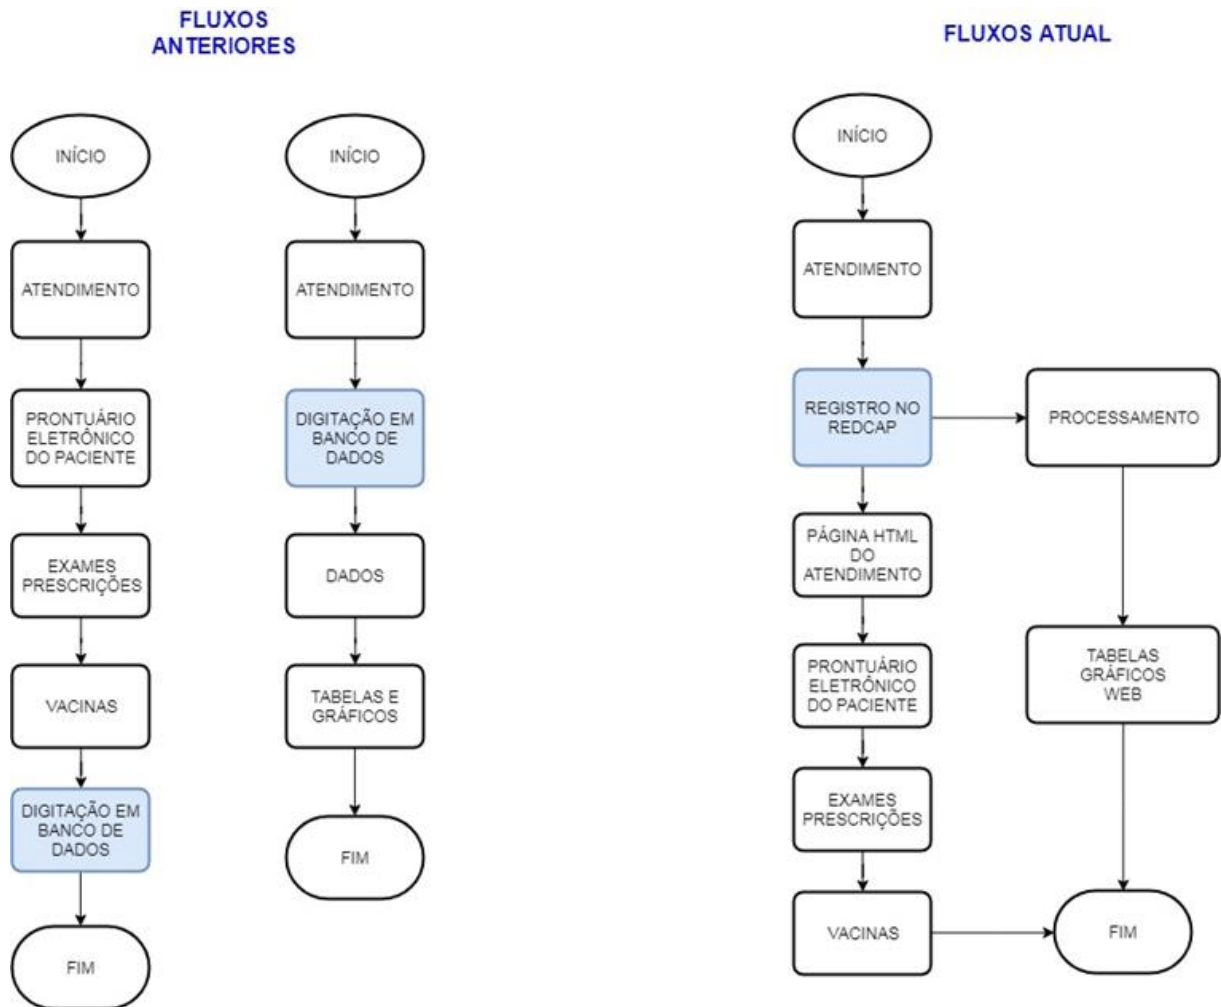 FLUXOS
ANTERIORES
INÍCIO
ATENDIMENTO
PRONTUÁRIO
ELETRÔNICO
DO PACIENTE
EXAMES
PRESCRIÇÕES
VACINAS
DIGITAÇÃO EM
BANCO DE
DADOS
FIM
INÍCIO
ATENDIMENTO
DIGITAÇÃO EM
BANCO DE
DADOS
DADOS
TABELAS E
GRÁFICOS
FIM
FLUXOS ATUAL
INÍCIO
ATENDIMENTO
REGISTRO NO
REDCAP
PÁGINA HTML
DO
ATENDIMENTO
PRONTUÁRIO
ELETRÔNICO
DO PACIENTE
EXAMES
PRESCRIÇÕES
VACINAS
PROCESSAMENTO
TABELAS
GRÁFICOS
WEB
FIM